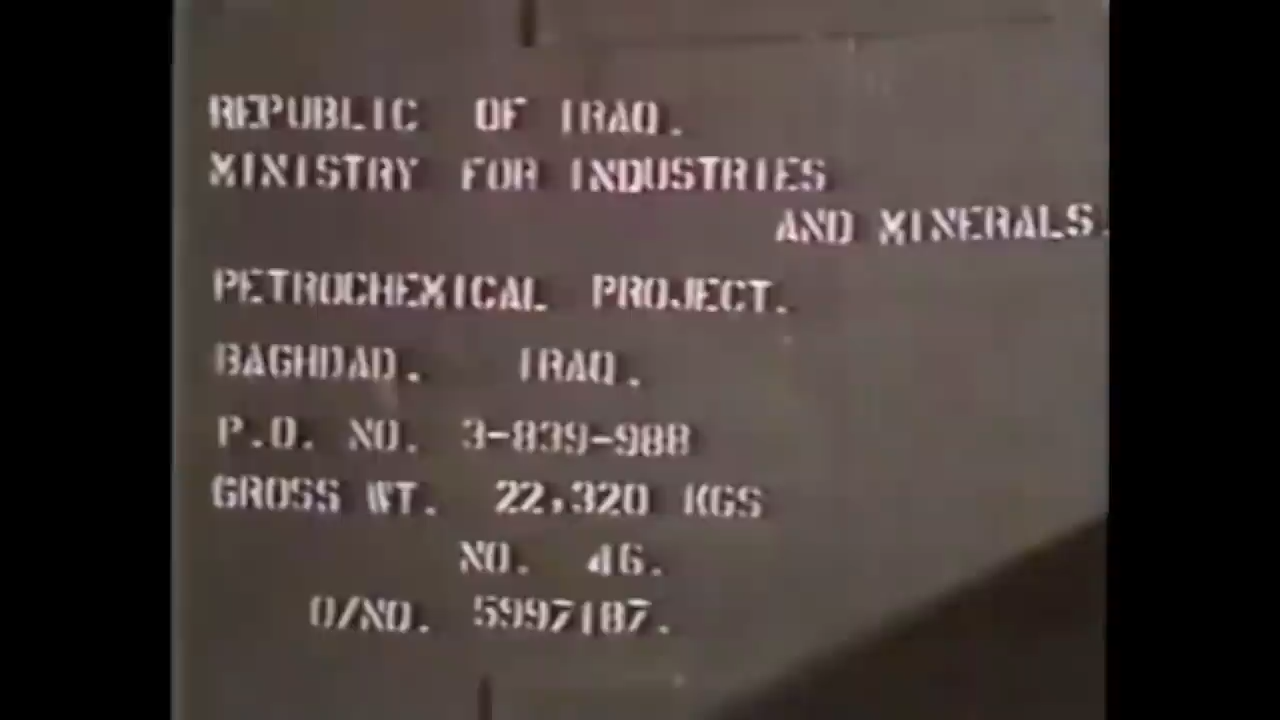 REPUBLIC OF IRAQ.
MINISTRY FOR INDUSTRIES
AND MINERALS.
PETROCHEMICAL PROJECT.
BAGHDAD. IRAQ.
P.O. NO. 3-839-988
GROSS WT. 22,320 KGS
NO. 46.
O/NO. 5997187.